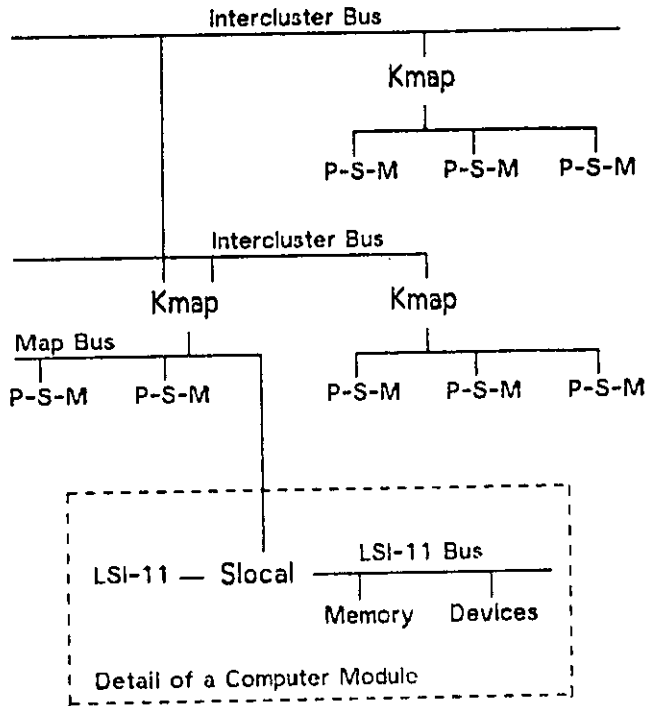 Intercluster Bus
Kmap
P-S-M P-S-M P-S-M
Intercluster Bus
Kmap Kmap
Map Bus
P-S-M P-S-M P-S-M P-S-M P-S-M
LSI-11 Slocal LSI-11 Bus
Memory Devices
Detail of a Computer Module